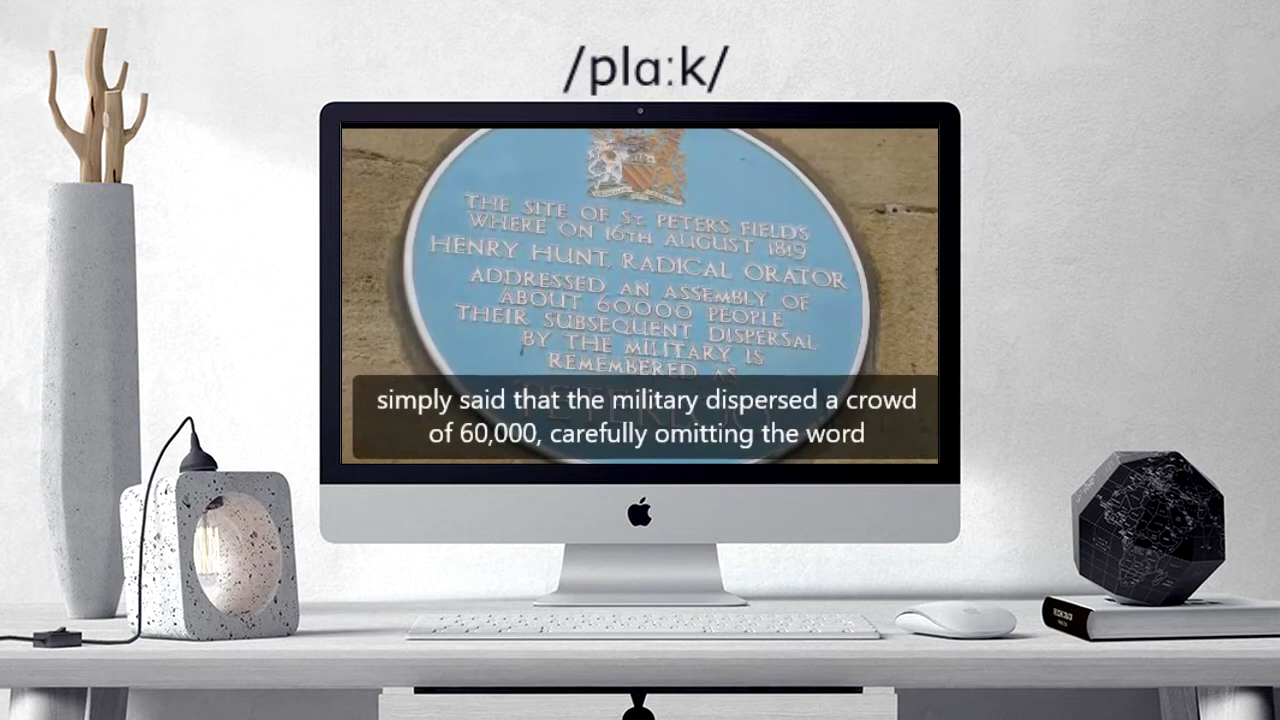 /plɑːk/
THE SITE OF ST PETERS FIELDS
WHERE ON 16TH AUGUST 1819
HENRY HUNT, RADICAL ORATOR
ADDRESSED AN ASSEMBLY OF
ABOUT 60,000 PEOPLE
THEIR SUBSEQUENT DISPERSAL
BY THE MILITARY IS
REMEMBERED AS
simply said that the military dispersed a crowd
of 60,000, carefully omitting the word